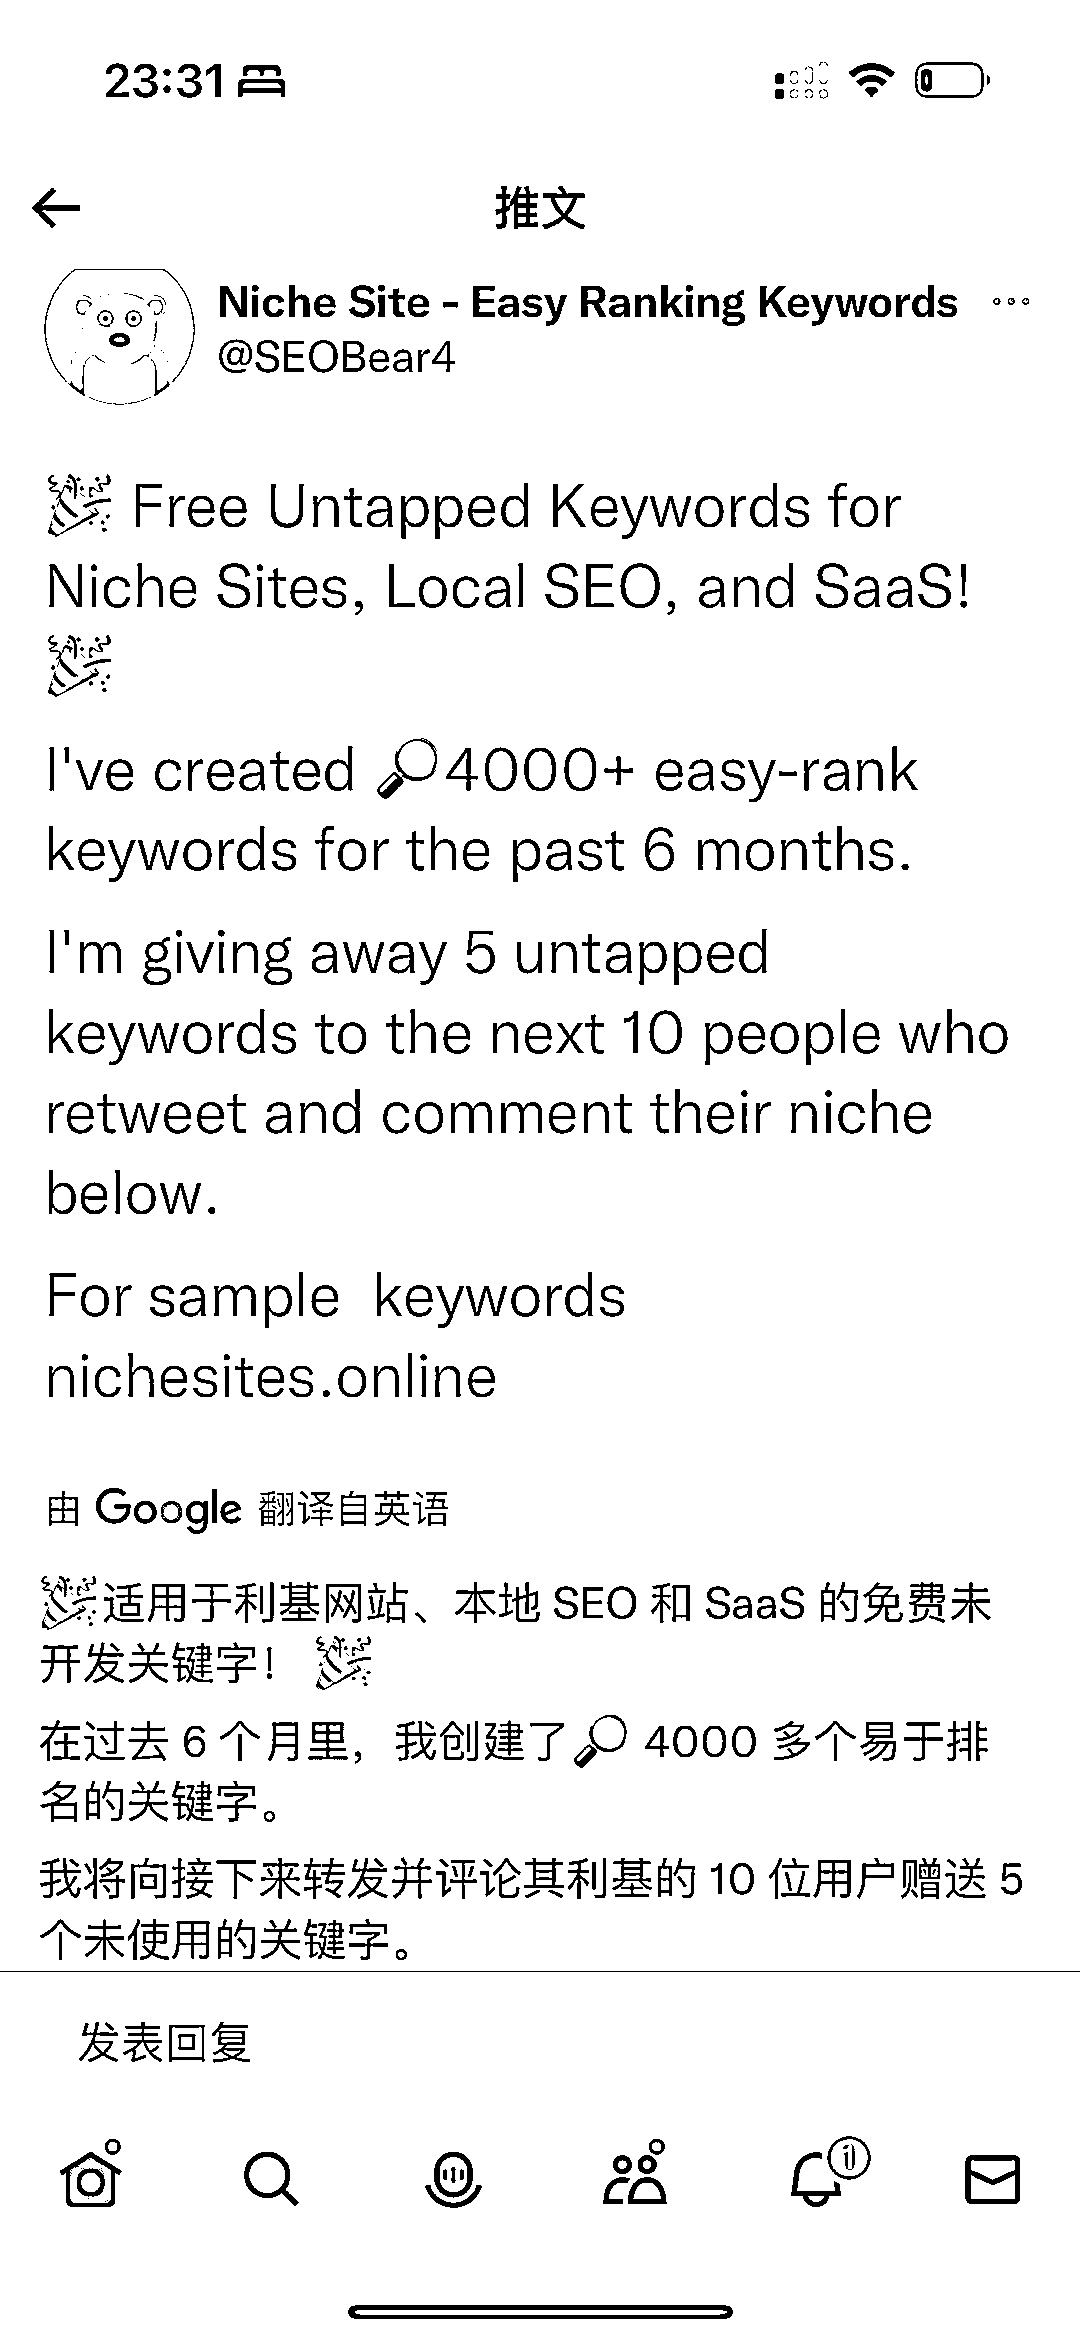 23:31
推文
Niche Site - Easy Ranking Keywords
@SEOBear4
🎉 Free Untapped Keywords for
Niche Sites, Local SEO, and SaaS!
🎉
I've created 🔎4000+ easy-rank
keywords for the past 6 months.
I'm giving away 5 untapped
keywords to the next 10 people who
retweet and comment their niche
below.
For sample  keywords
nichesites.online
由 Google 翻译自英语
🎉适用于利基网站、本地 SEO 和 SaaS 的免费未
开发关键字！ 🎉
在过去 6 个月里，我创建了🔎 4000 多个易于排
名的关键字。
我将向接下来转发并评论其利基的 10 位用户赠送 5
个未使用的关键字。
发表回复